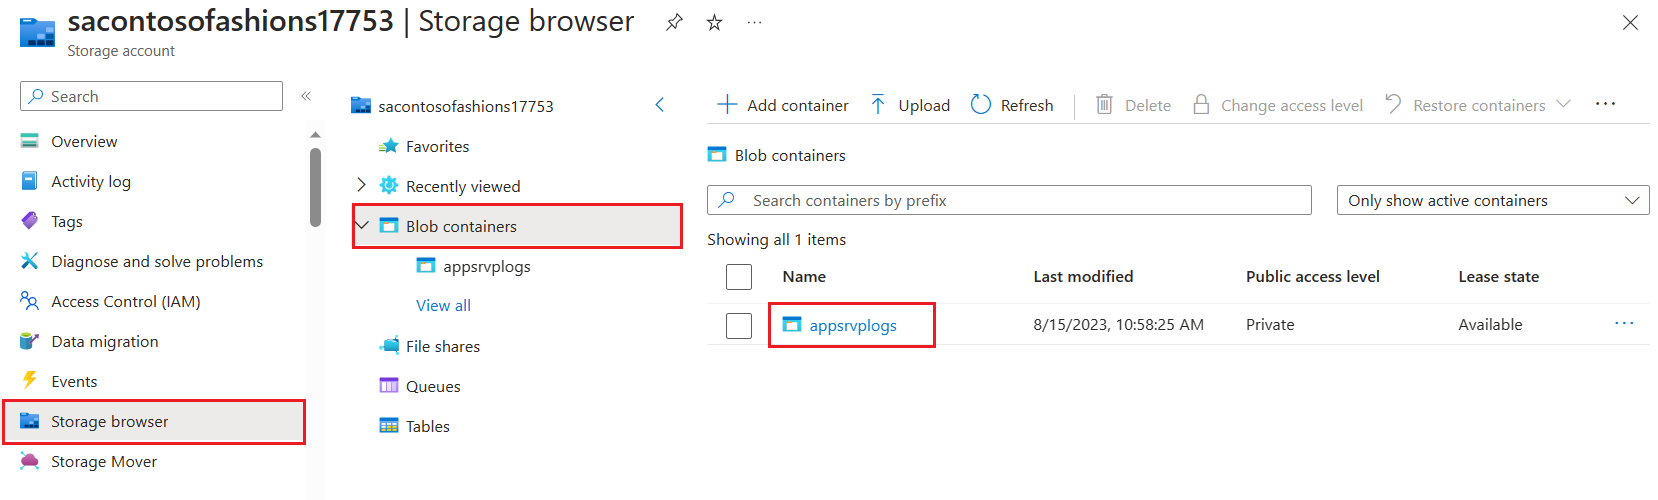 sacontosofashions17753 | Storage browser
Storage account
Search
Overview
Activity log
Tags
Diagnose and solve problems
Access Control (IAM)
Data migration
Events
Storage browser
Storage Mover
sacontosofashions17753
Favorites
Recently viewed
Blob containers
appsrvplogs
View all
File shares
Queues
Tables
Add container Upload Refresh Delete Change access level Restore containers
Blob containers
Search containers by prefix Only show active containers
Showing all 1 items
Name Last modified Public access level Lease state
appsrvplogs 8/15/2023, 10:58:25 AM Private Available